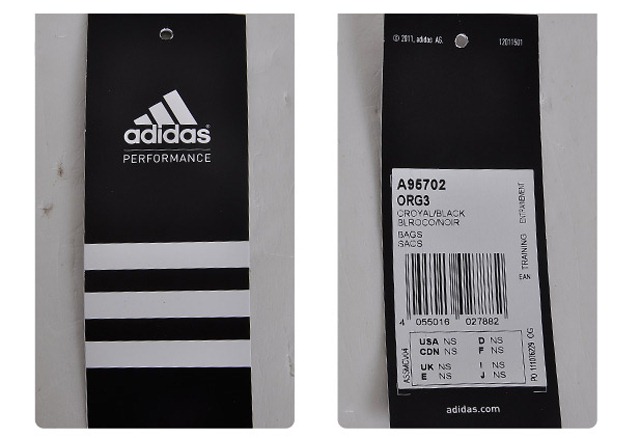 adidas
PERFORMANCE
© 2011, adidas AG.
12011501
A95702
ORG3
CROYAL/BLACK
BLROCO/NOIR
BAGS
SACS
TRAINING
ENTRAINEMENT
EAN
4 055016 027882
USA NS D NS
CDN NS F NS
UK NS I NS
E NS J NS
OG
adidas.com